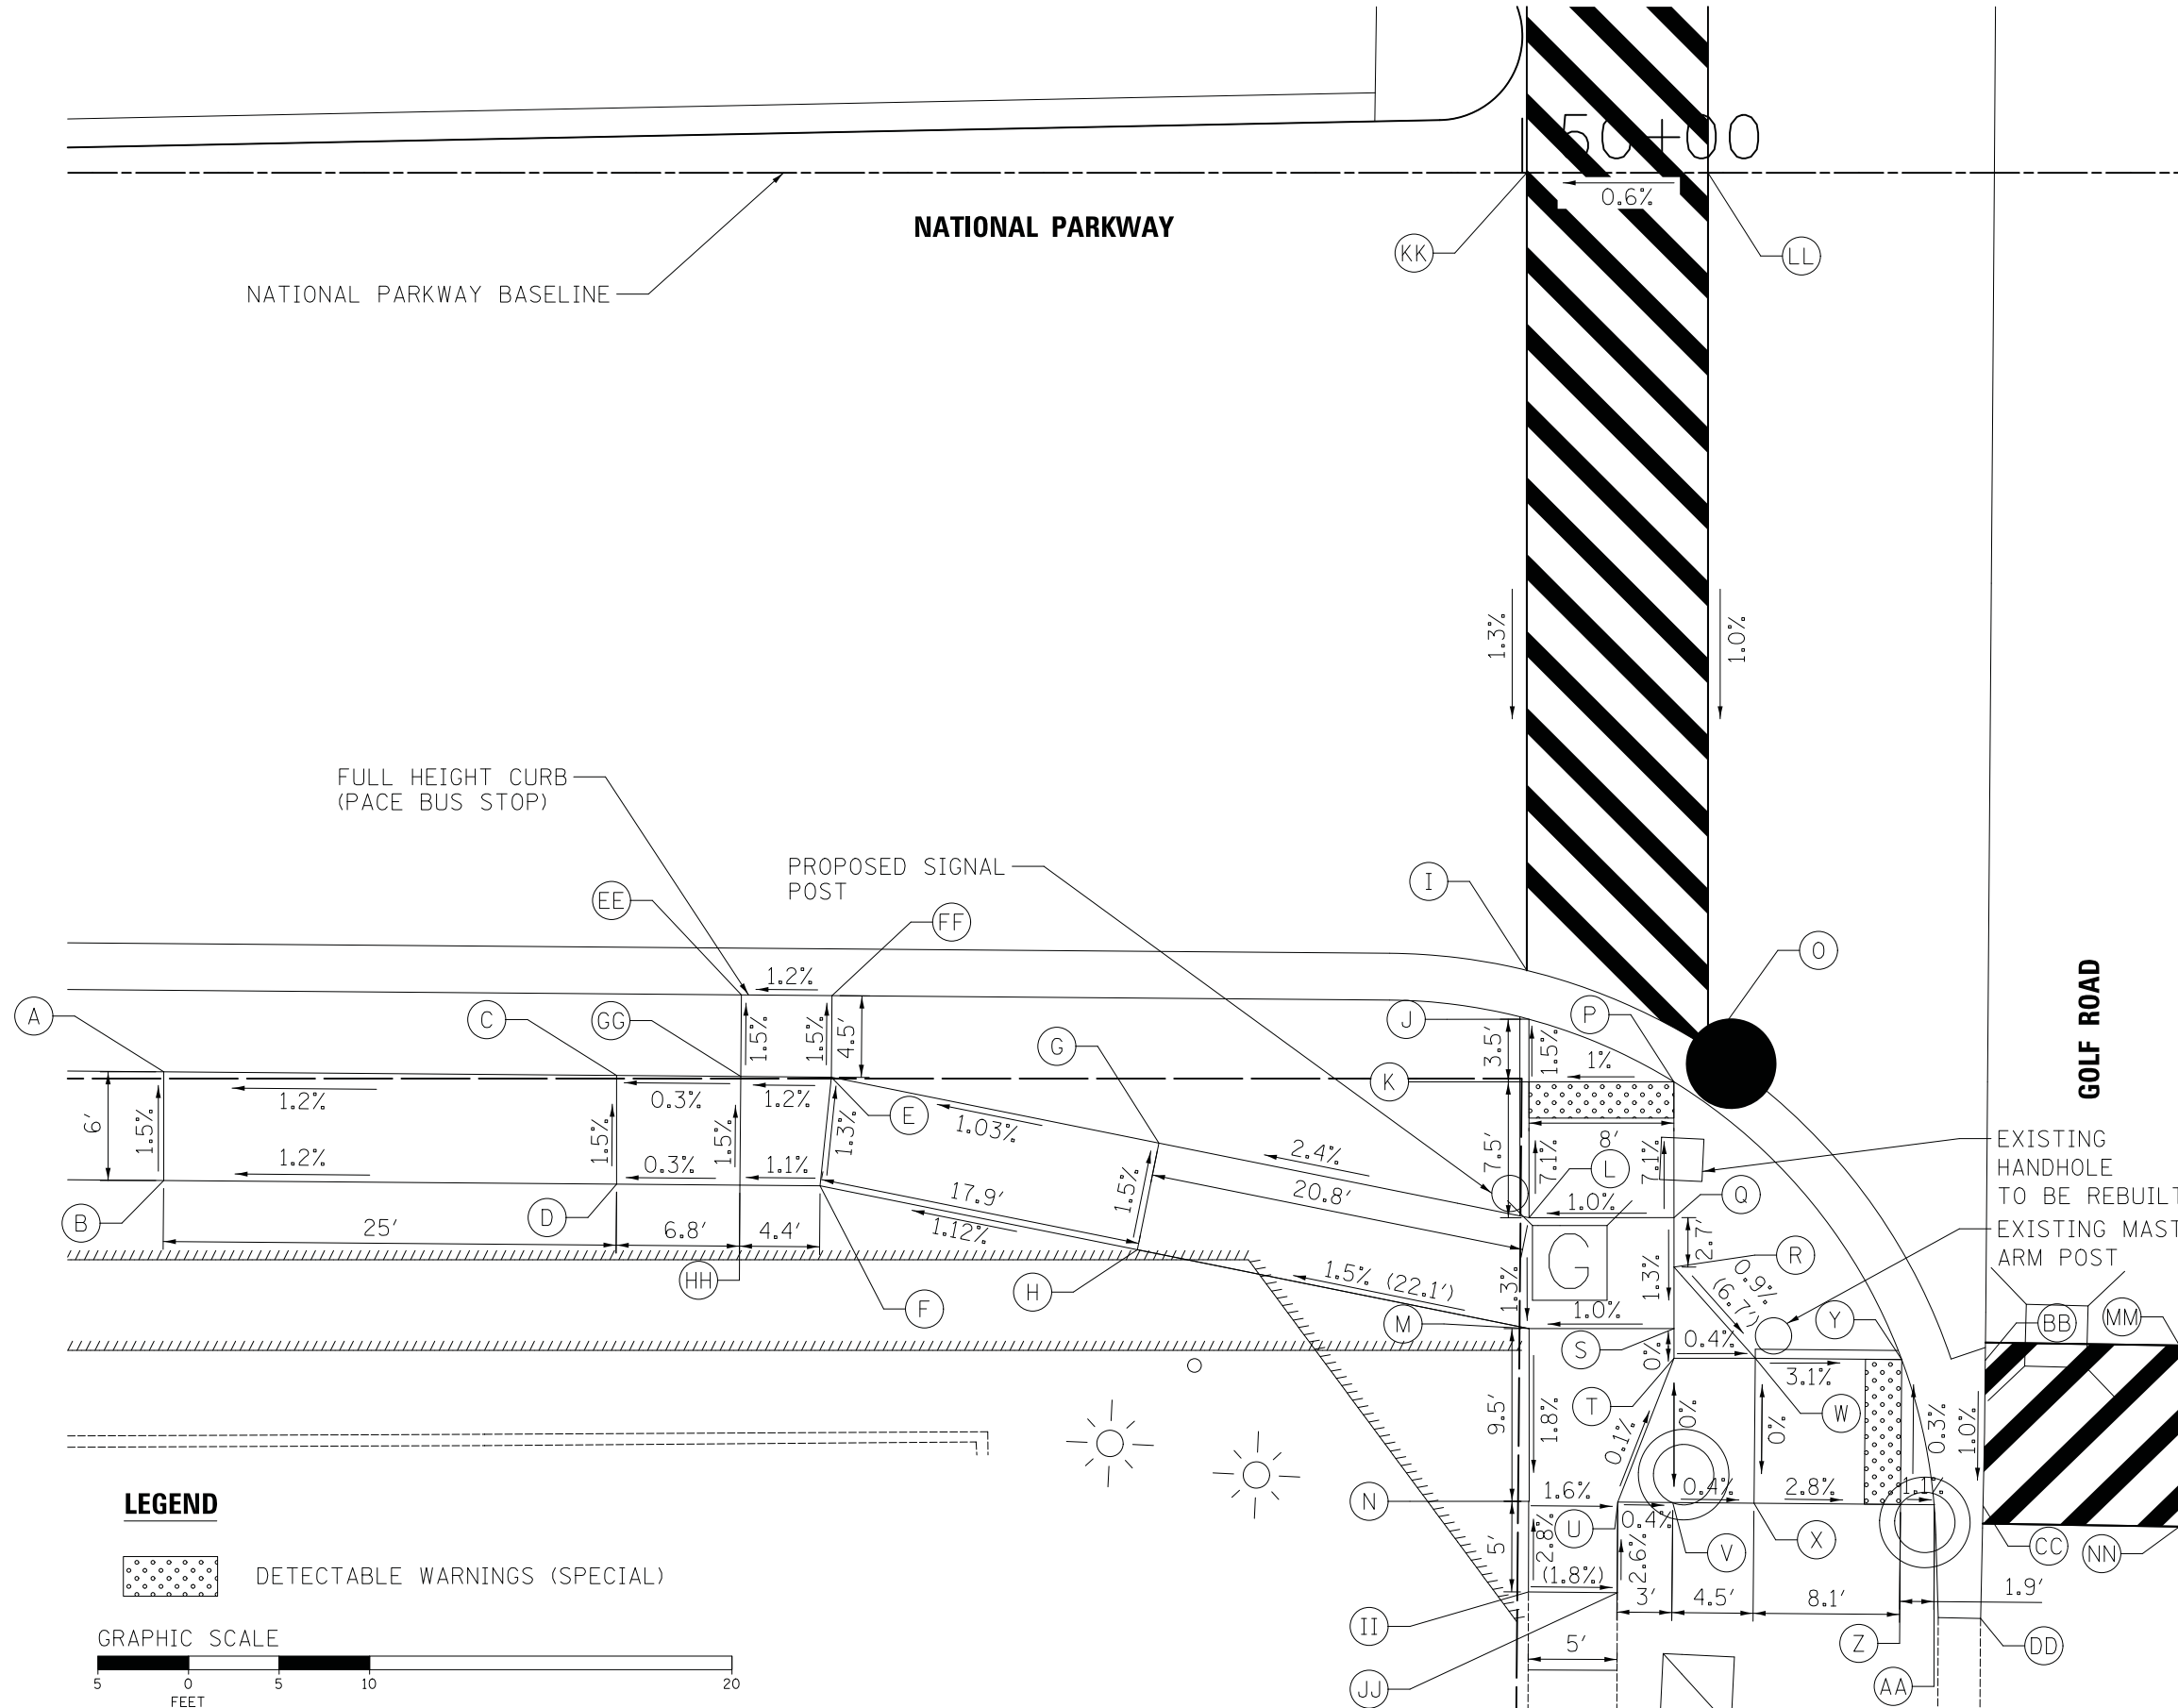 50+00
0.6%
NATIONAL PARKWAY
KK
LL
NATIONAL PARKWAY BASELINE
1.3%
1.0%
FULL HEIGHT CURB
(PACE BUS STOP)
PROPOSED SIGNAL
POST
I
EE
FF
O
GOLF ROAD
1.2%
A
C
GG
G
J
P
1.5%
1.5%
4.5'
3.5'
1.5%
1%
K
6'
1.5%
1.2%
1.5%
0.3%
1.5%
1.2%
1.3%
E
1.03%
2.4%
8'
7.5'
7.1%
L
7.1%
EXISTING
HANDHOLE
TO BE REBUILT
1.2%
0.3%
1.1%
17.9'
1.5%
20.8'
1.0%
Q
B
D
25'
6.8'
4.4'
1.12%
2.7'
R
EXISTING MAST
ARM POST
HH
F
H
1.5% (22.1')
1.3%
G
1.3%
0.9%
(6.7')
1.0%
M
S
0%
0.4%
Y
BB
MM
3.1%
T
W
9.5'
1.8%
0.1%
0%
0%
0.3%
1.0%
LEGEND
N
1.6%
U
0.4%
0.4%
2.8%
1.1%
DETECTABLE WARNINGS (SPECIAL)
5'
2.8%
(1.8%)
2.6%
V
X
CC
NN
3'
4.5'
8.1'
1.9'
II
5'
Z
DD
JJ
AA
GRAPHIC SCALE
5 0 5 10 20
FEET